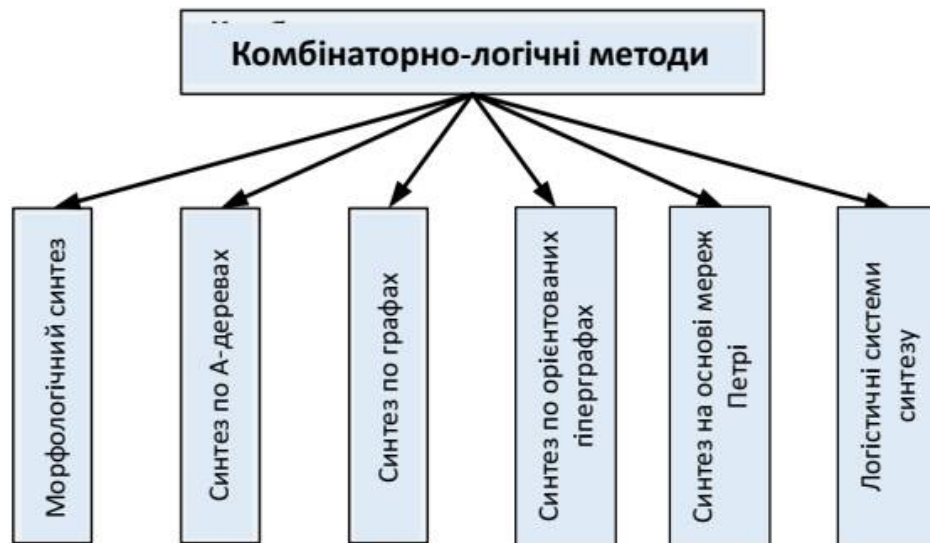 Комбінаторно-логічні методи
Морфологічний синтез
Синтез по А-деревах
Синтез по графах
Синтез по орієнтованих
гіперграфах
Синтез на основі мереж
Петрі
Логістичні системи
синтезу